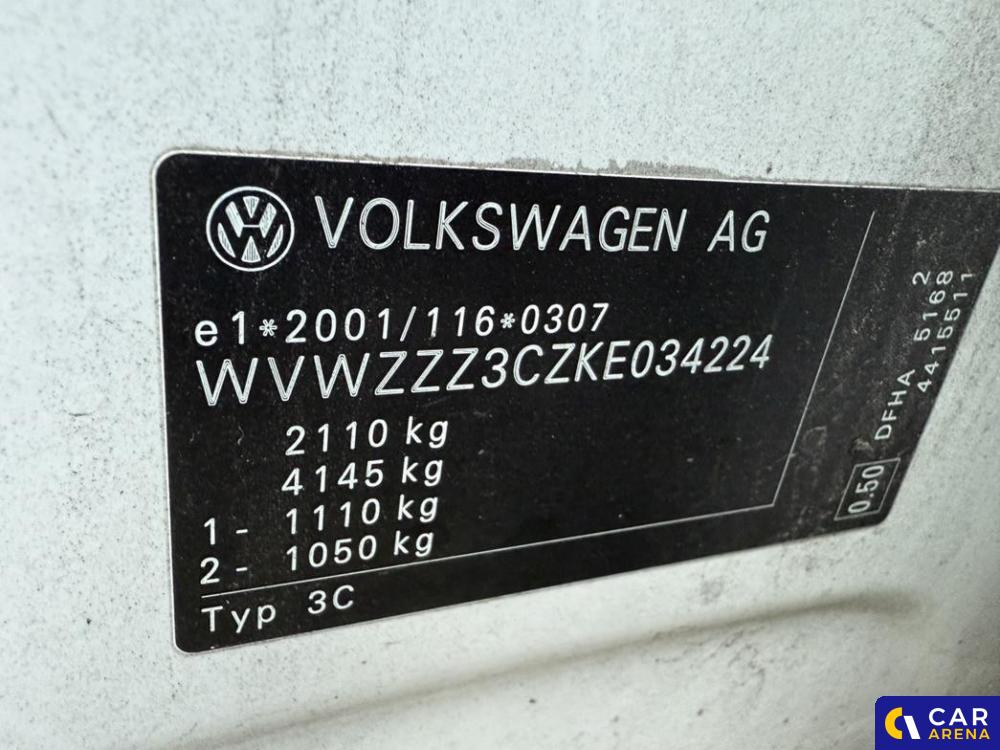 VOLKSWAGEN AG
e1*2001/116*0307
WVWZZZ3CZKE034224
2110 kg
4145 kg
1 - 1110 kg
2 - 1050 kg
Typ 3C
0.50
DFHA 55168 2
4415511
CAR
ARENA